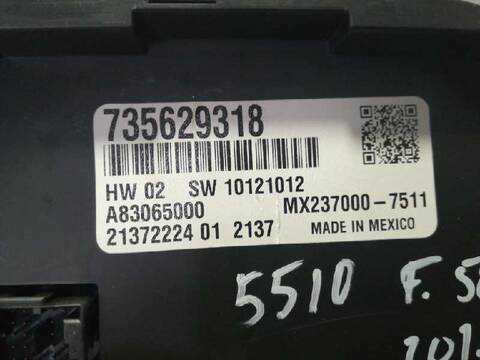 735629318
HW 02 SW 10121012
A83065000 MX237000-7511
21372224 01 2137 MADE IN MEXICO
5510 F.